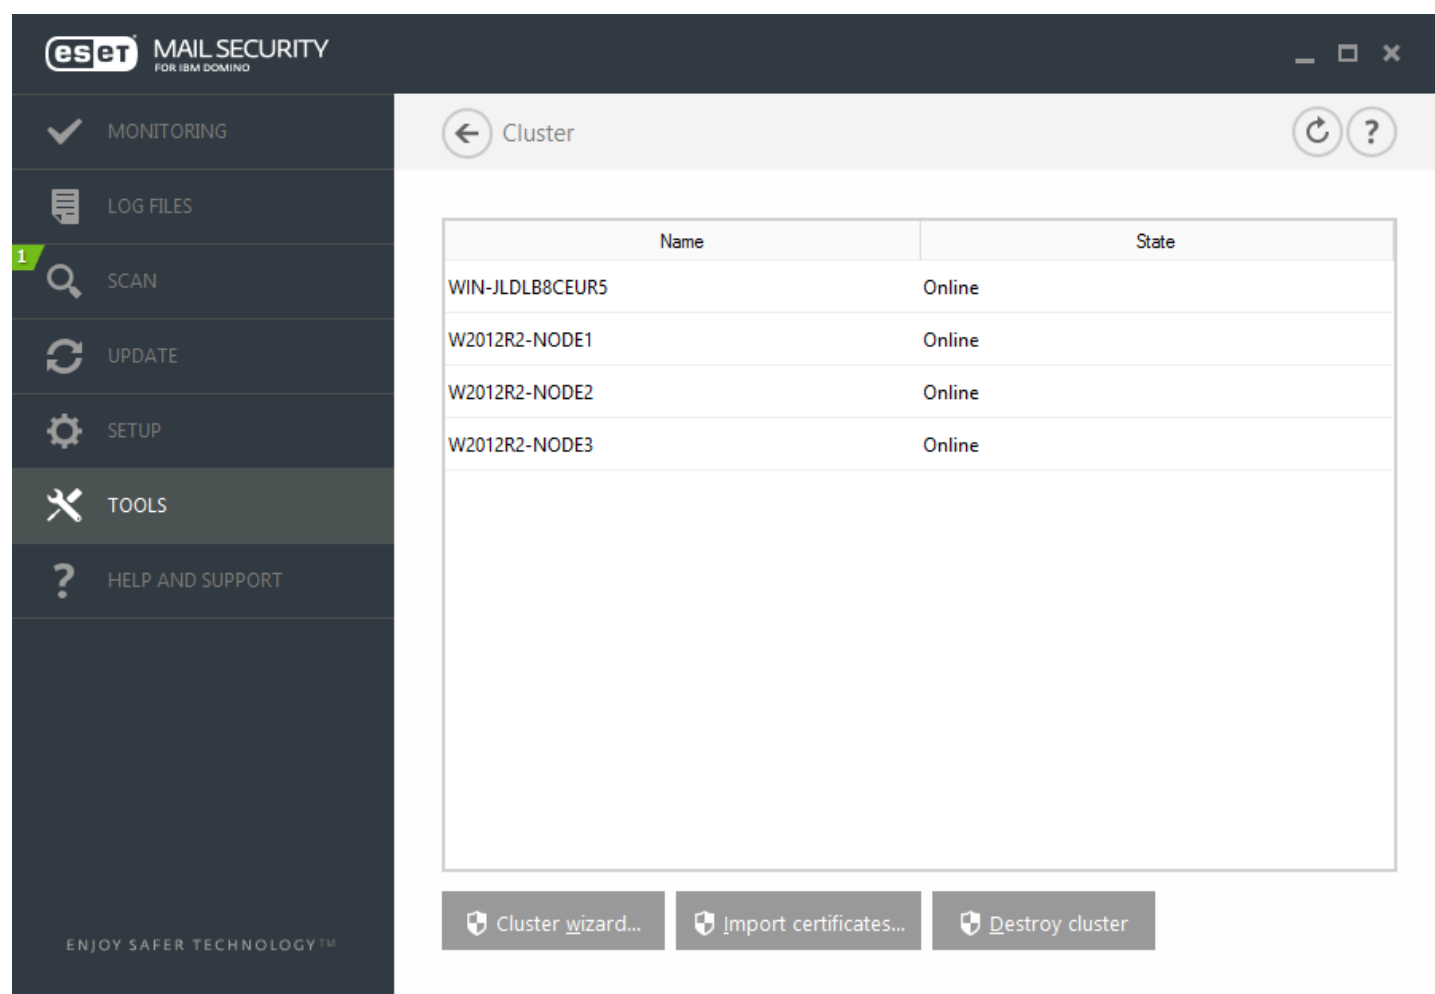 eset MAIL SECURITY
FOR IBM DOMINO
MONITORING
LOG FILES
1
SCAN
UPDATE
SETUP
TOOLS
HELP AND SUPPORT
ENJOY SAFER TECHNOLOGY™
Cluster
?
Name State
WIN-JLDLB8CEUR5 Online
W2012R2-NODE1 Online
W2012R2-NODE2 Online
W2012R2-NODE3 Online
Cluster wizard... Import certificates... Destroy cluster